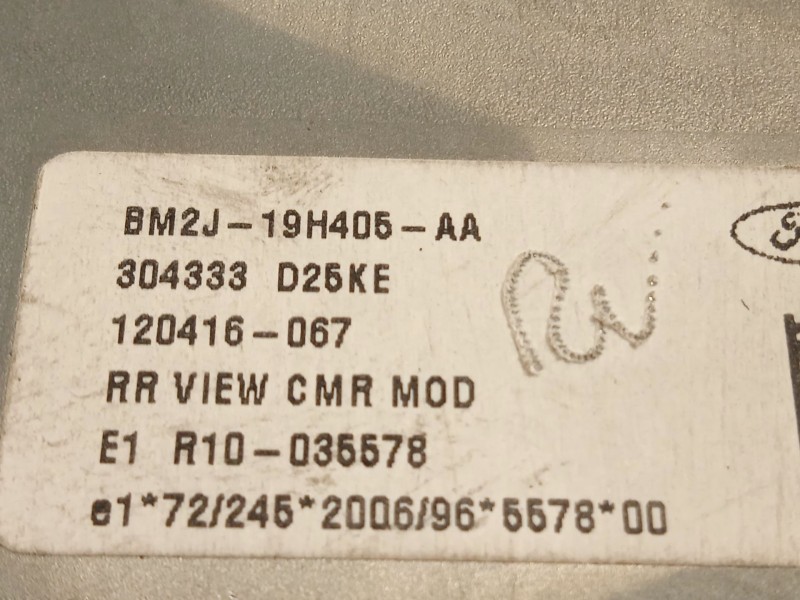 BM2J-19H405-AA
304333 D25KE
120416-067
RR VIEW CMR MOD
E1 R10-035578
e1*72/245*2006/96*5578*00